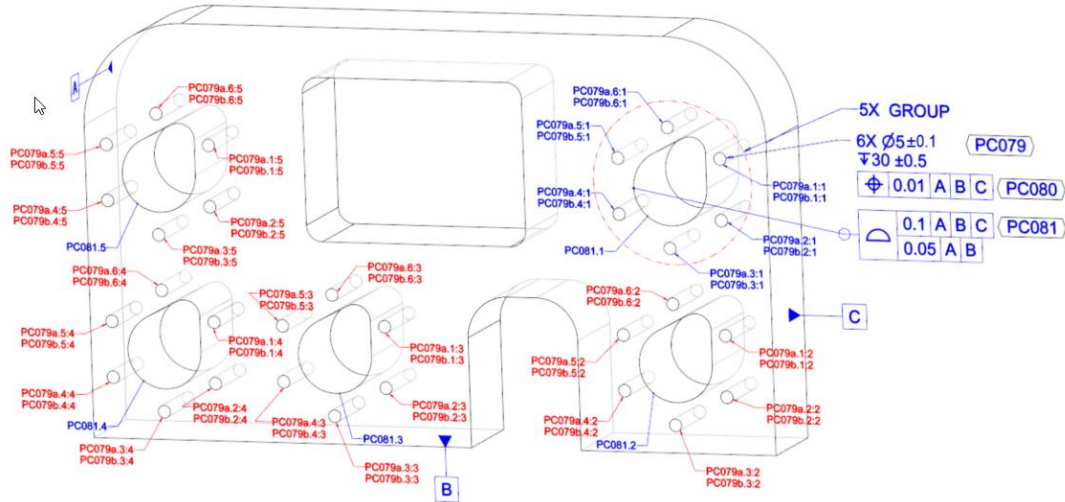 A
PC079a.6:5
PC079b.6:5
PC079a.5:5
PC079b.5:5
PC079a.1:5
PC079b.1:5
PC079a.4:5
PC079b.4:5
PC079a.2:5
PC079b.2:5
PC081.5
PC079a.3:5
PC079b.3:5
PC079a.6:1
PC079b.6:1
PC079a.5:1
PC079b.5:1
PC079a.4:1
PC079b.4:1
PC079a.1:1
PC079b.1:1
PC081.1
PC079a.2:1
PC079b.2:1
PC079a.3:1
PC079b.3:1
5X GROUP
6X Ø5±0.1
PC079
↧30 ±0.5
⌖ 0.01 A B C
PC080
⌓ 0.1 A B C
PC081
0.05 A B
C
PC079a.6:4
PC079b.6:4
PC079a.5:4
PC079b.5:4
PC079a.1:4
PC079b.1:4
PC079a.4:4
PC079b.4:4
PC079a.2:4
PC079b.2:4
PC081.4
PC079a.3:4
PC079b.3:4
PC079a.6:3
PC079b.6:3
PC079a.5:3
PC079b.5:3
PC079a.1:3
PC079b.1:3
PC079a.4:3
PC079b.4:3
PC079a.2:3
PC079b.2:3
PC081.3
PC079a.3:3
PC079b.3:3
B
PC079a.6:2
PC079b.6:2
PC079a.5:2
PC079b.5:2
PC079a.1:2
PC079b.1:2
PC079a.4:2
PC079b.4:2
PC079a.2:2
PC079b.2:2
PC081.2
PC079a.3:2
PC079b.3:2